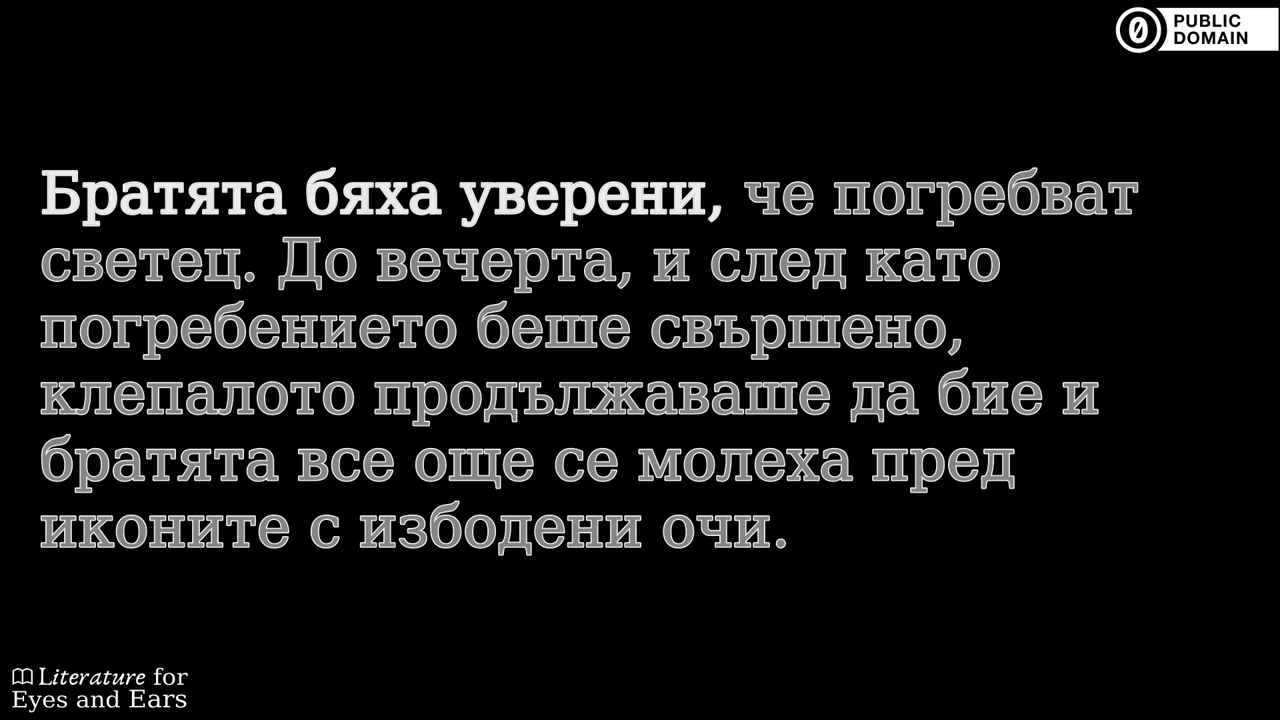 PUBLIC
DOMAIN
Братята бяха уверени, че погребват
светец. До вечерта, и след като
погребението беше свършено,
клепалото продължаваше да бие и
братята все още се молеха пред
иконите с избодени очи.
Literature for
Eyes and Ears